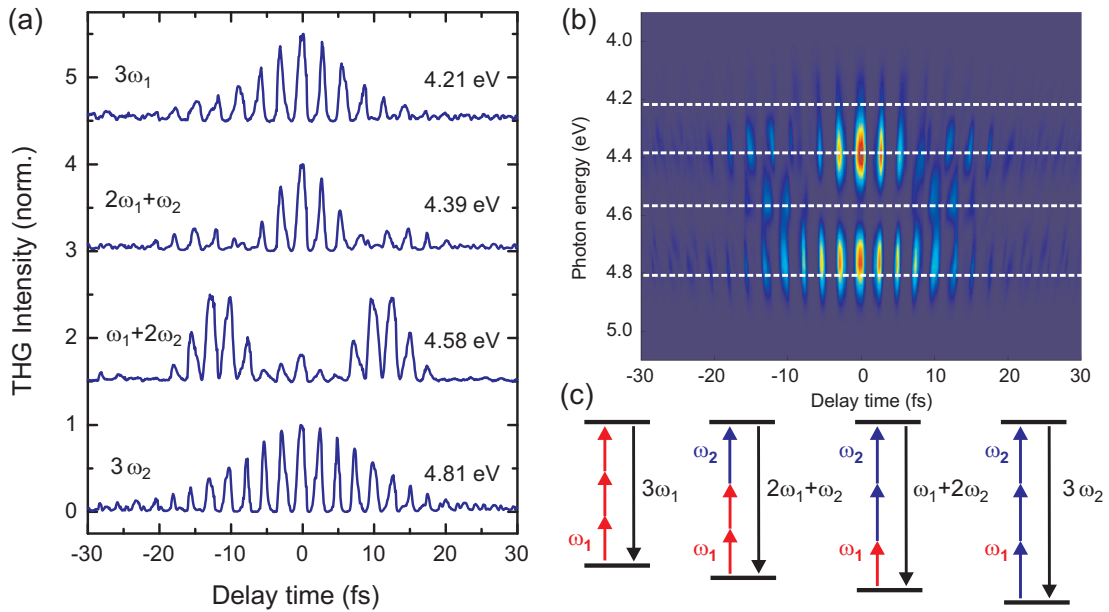 (a)
THG Intensity (norm.)
5
4
3
2
1
0
3ω₁
4.21 eV
2ω₁+ω₂
4.39 eV
ω₁+2ω₂
4.58 eV
3ω₂
4.81 eV
-30 -20 -10 0 10 20 30
Delay time (fs)
(b)
Photon energy (eV)
4.0
4.2
4.4
4.6
4.8
5.0
-30 -20 -10 0 10 20 30
Delay time (fs)
(c)
ω₁
3ω₁
ω₂
ω₁
2ω₁+ω₂
ω₂
ω₁
ω₁+2ω₂
ω₂
ω₁
3ω₂